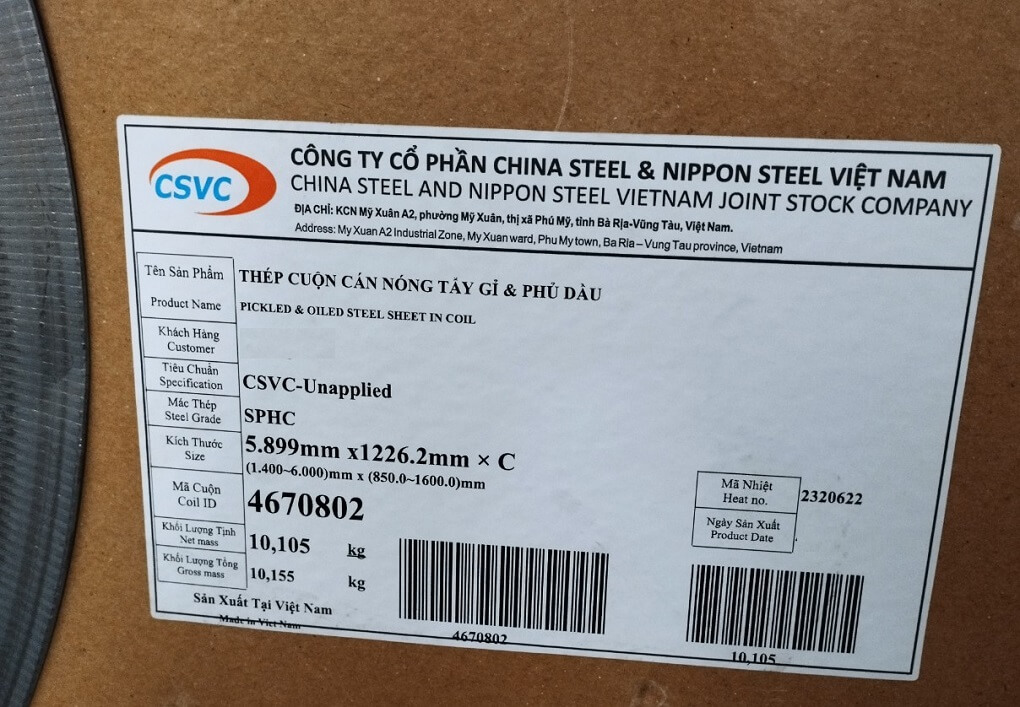 CSVC
CÔNG TY CỔ PHẦN CHINA STEEL & NIPPON STEEL VIỆT NAM
CHINA STEEL AND NIPPON STEEL VIETNAM JOINT STOCK COMPANY
ĐỊA CHỈ: KCN Mỹ Xuân A2, phường Mỹ Xuân, thị xã Phú Mỹ, tỉnh Bà Rịa-Vũng Tàu, Việt Nam.
Address: My Xuan A2 Industrial Zone, My Xuan ward, Phu My town, Ba Ria – Vung Tau province, Vietnam
Tên Sản Phẩm THÉP CUỘN CÁN NÓNG TẨY GỈ & PHỦ DẦU
Product Name PICKLED & OILED STEEL SHEET IN COIL
Khách Hàng
Customer
Tiêu Chuẩn
Specification CSVC-Unapplied
Mác Thép
Steel Grade SPHC
Kích Thước
Size
5.899mm x1226.2mm × C
(1.400~6.000)mm x (850.0~1600.0)mm
Mã Cuộn
Coil ID
4670802
Mã Nhiệt
Heat no.
2320622
Ngày Sản Xuất
Product Date
Khối Lượng Tịnh
Net mass
10,105 kg
Khối Lượng Tổng
Gross mass
10,155 kg
Sản Xuất Tại Việt Nam
Made in Viet Nam
4670802
10,105